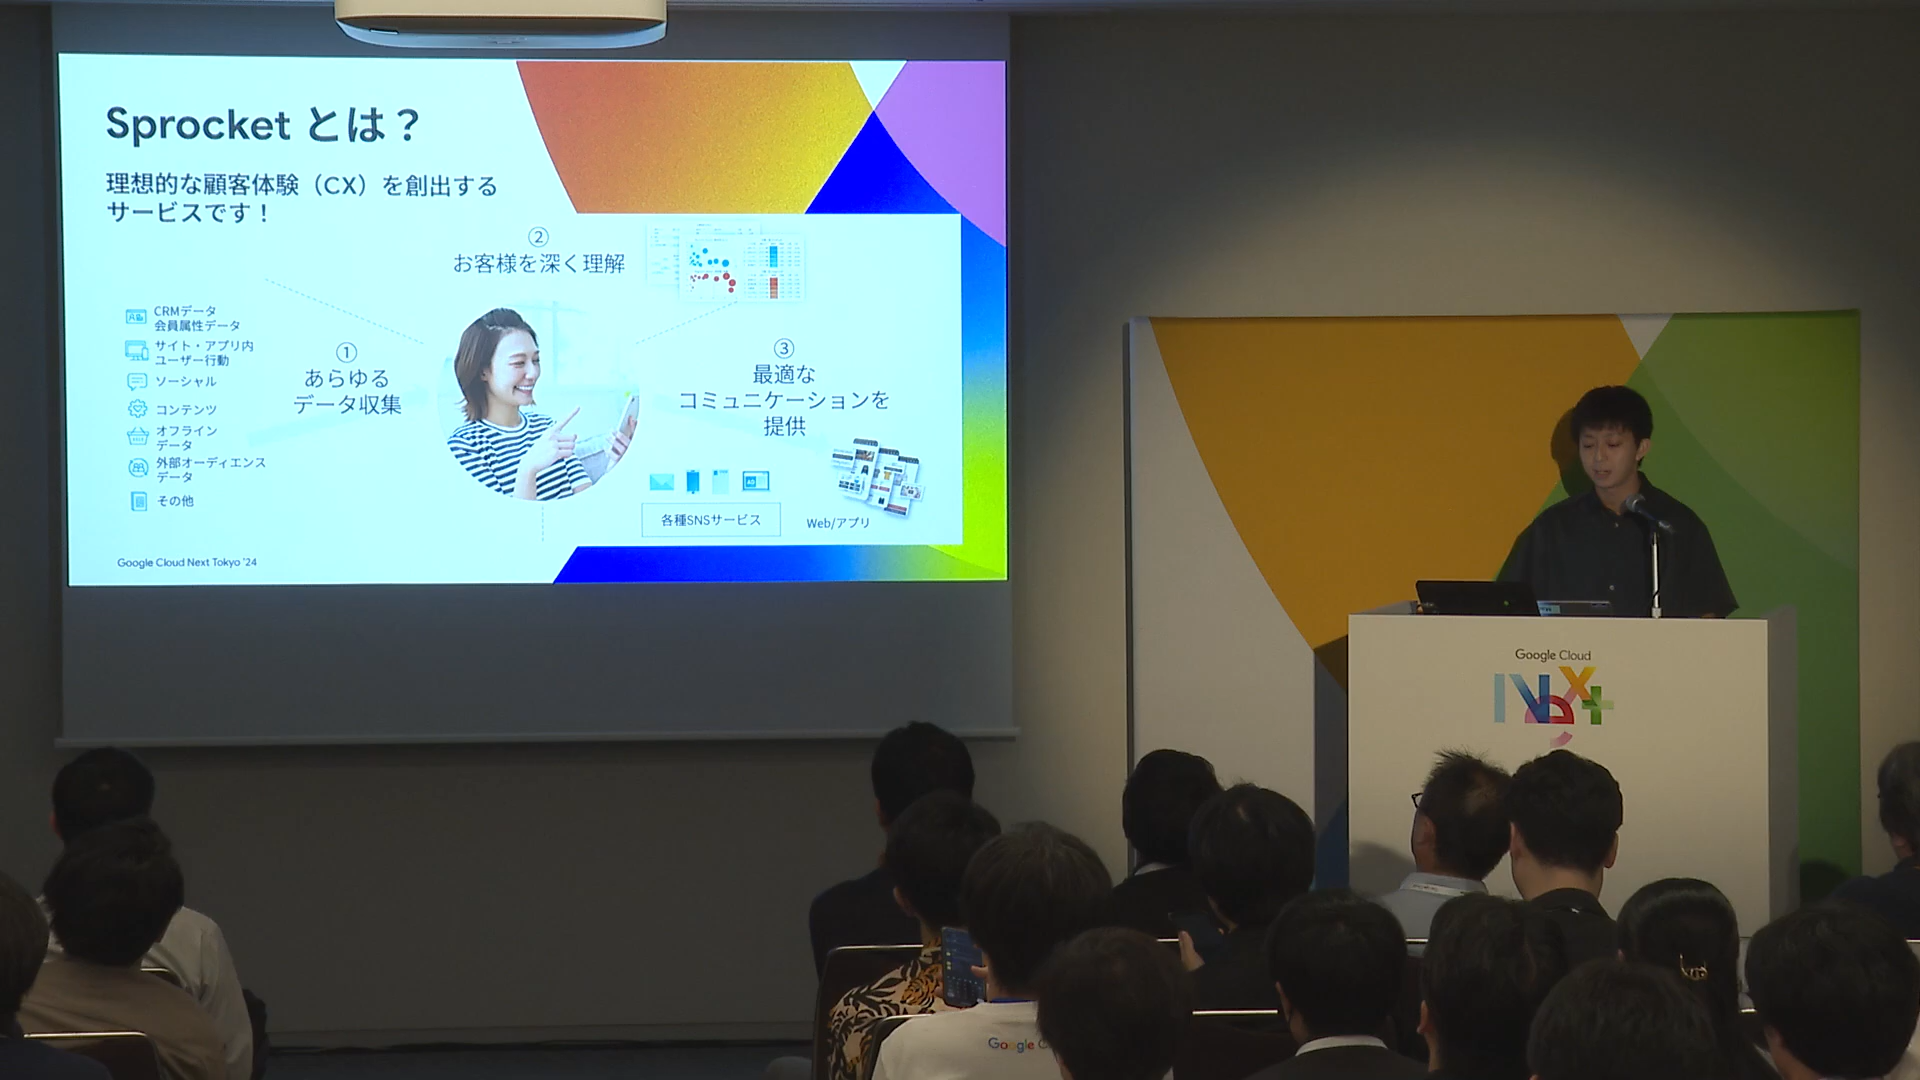 Sprocket とは？
理想的な顧客体験（CX）を創出する
サービスです！
②
お客様を深く理解
CRMデータ
会員属性データ
サイト・アプリ内
ユーザー行動
ソーシャル
コンテンツ
オフライン
データ
外部オーディエンス
データ
その他
①
あらゆる
データ収集
③
最適な
コミュニケーションを
提供
各種SNSサービス
Web/アプリ
Google Cloud Next Tokyo '24
Google Cloud
Next
Google C